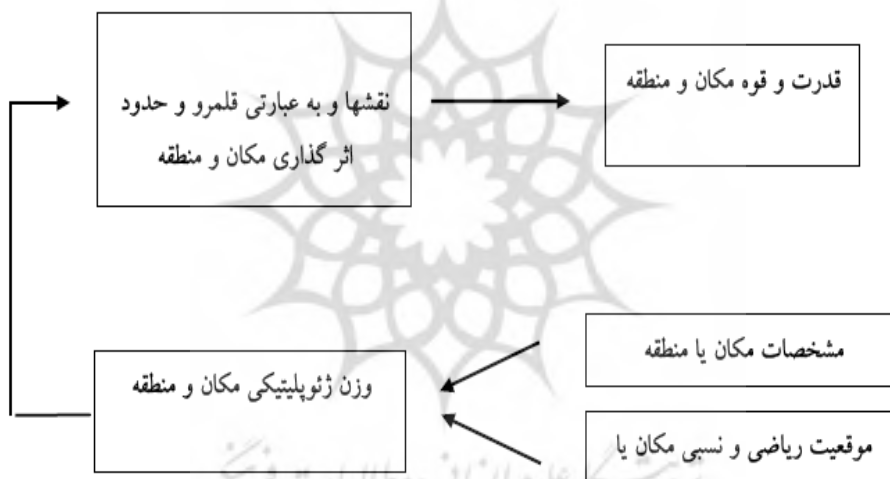 قدرت و قوه مکان و منطقه
نقشها و به عبارتی قلمرو و حدود
اثر گذاری مکان و منطقه
مشخصات مکان یا منطقه
وزن ژئوپلیتیکی مکان و منطقه
موقعیت ریاضی و نسبی مکان یا